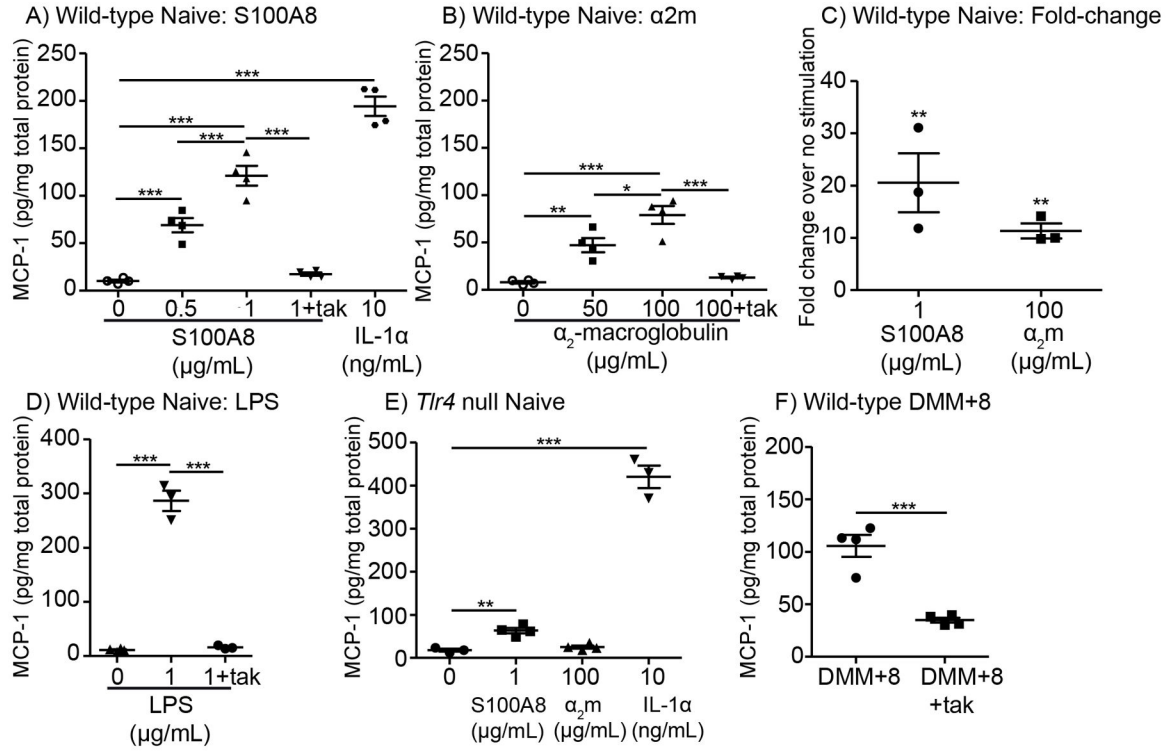 A) Wild-type Naive: S100A8
MCP-1 (pg/mg total protein)
250
200
150
100
50
0
***
***
***
***
***
0 0.5 1 1+tak 10
S100A8 IL-1α
(µg/mL) (ng/mL)
B) Wild-type Naive: α2m
MCP-1 (pg/mg total protein)
250
200
150
100
50
0
***
*
***
**
0 50 100 100+tak
α₂-macroglobulin
(µg/mL)
C) Wild-type Naive: Fold-change
Fold change over no stimulation
40
30
20
10
0
**
**
1 100
S100A8 α₂m
(µg/mL) (µg/mL)
D) Wild-type Naive: LPS
MCP-1 (pg/mg total protein)
400
300
200
100
0
*** ***
0 1 1+tak
LPS
(µg/mL)
E) Tlr4 null Naive
MCP-1 (pg/mg total protein)
500
400
300
200
100
0
***
**
0 1 100 10
S100A8 α₂m IL-1α
(µg/mL) (µg/mL) (ng/mL)
F) Wild-type DMM+8
MCP-1 (pg/mg total protein)
200
150
100
50
0
***
DMM+8 DMM+8
+tak